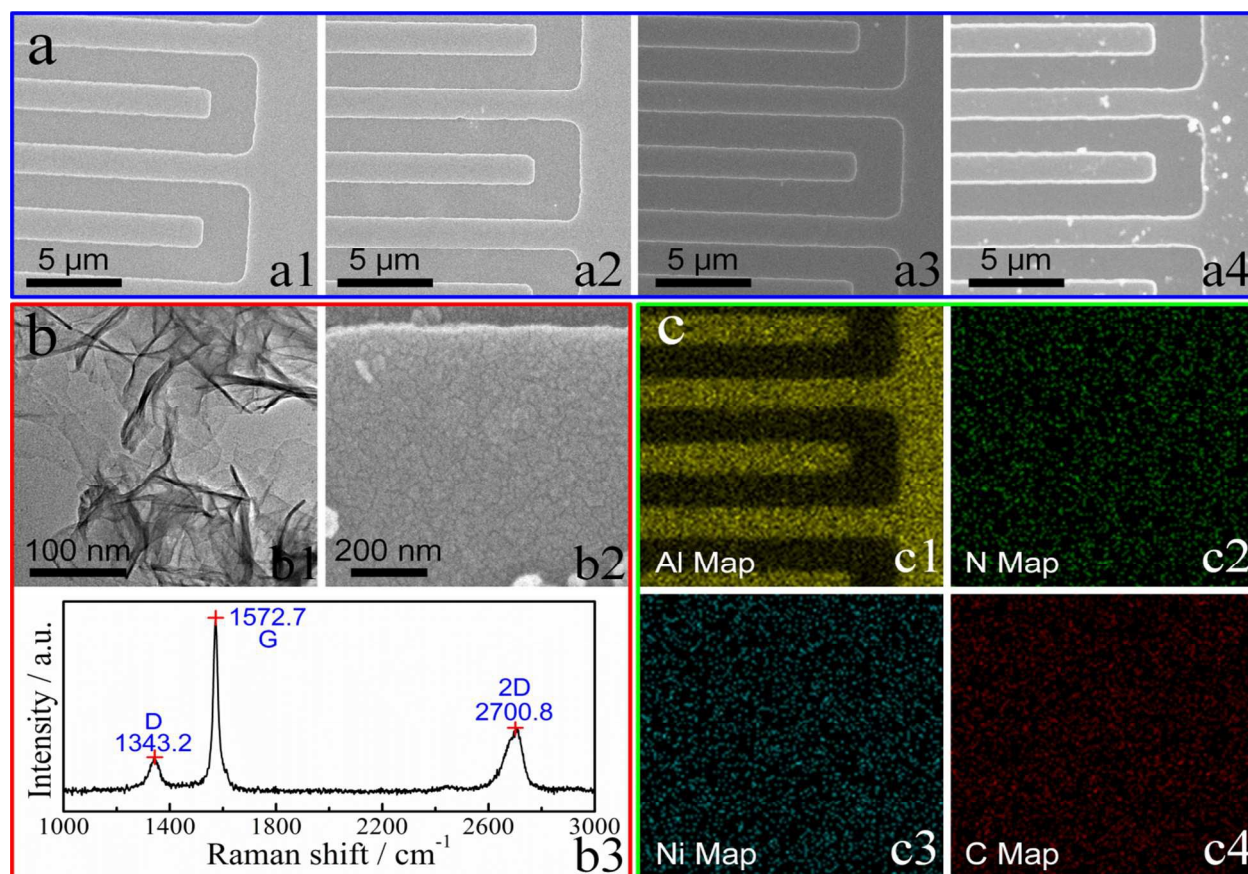 a
5 μm
a1
5 μm
a2
5 μm
a3
5 μm
a4
b
100 nm
b1
200 nm
b2
c
Al Map
c1
N Map
c2
Intensity / a.u.
1572.7
G
D
1343.2
2D
2700.8
1000 1400 1800 2200 2600 3000
Raman shift / cm⁻¹
b3
Ni Map
c3
C Map
c4